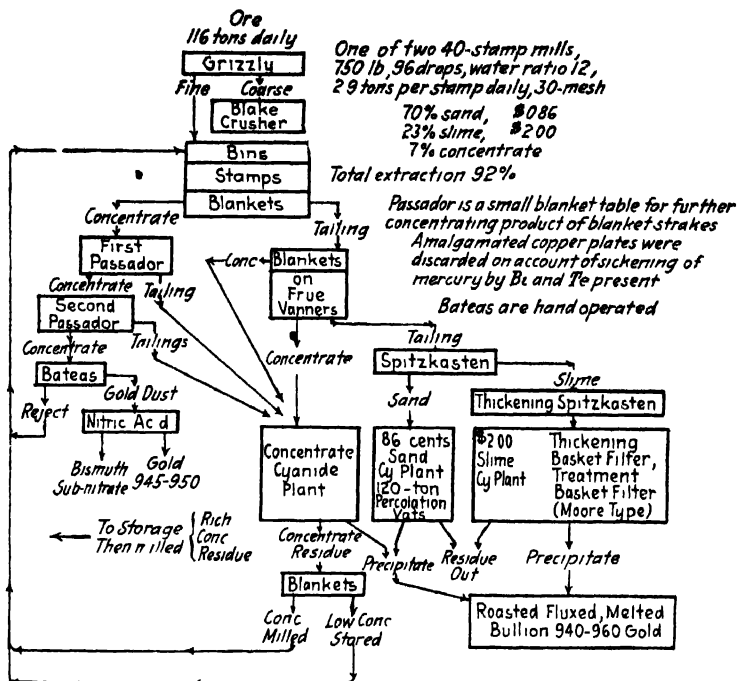 Ore
116 tons daily
Grizzly
Fine
Coarse
Blake
Crusher
Bins
Stamps
Blankets
One of two 40-stamp mills,
750 lb, 96 drops, water ratio 12,
2 9 tons per stamp daily, 30-mesh
70% sand, $0 86
23% slime, $2 00
7% concentrate
Total extraction 92%
Passador is a small blanket table for further
concentrating product of blanket strakes
Amalgamated copper plates were
discarded on account of sickening of
mercury by Bi and Te present
Bateas are hand operated
Concentrate
Tailing
First
Passador
Conc
Blankets
on
Frue
Vanners
Concentrate
Tailing
Second
Passador
Concentrate
Tailings
Bateas
Reject
Gold Dust
Nitric Ac d
Bismuth
Sub-nitrate
Gold
945-950
Concentrate
Tailing
Spitzkasten
Sand
Slime
Thickening Spitzkasten
Concentrate
Cyanide
Plant
86 cents
Sand
Cy Plant
120-ton
Percolation
Vats
$2 00
Slime
Cy Plant
Thickening
Basket Filter,
Treatment
Basket Filter
(Moore Type)
To Storage
Then milled
Rich
Conc
Residue
Concentrate
Residue
Precipitate
Residue
Out
Precipitate
Blankets
Conc
Milled
Low Conc
Stored
Roasted Fluxed, Melted
Bullion 940-960 Gold